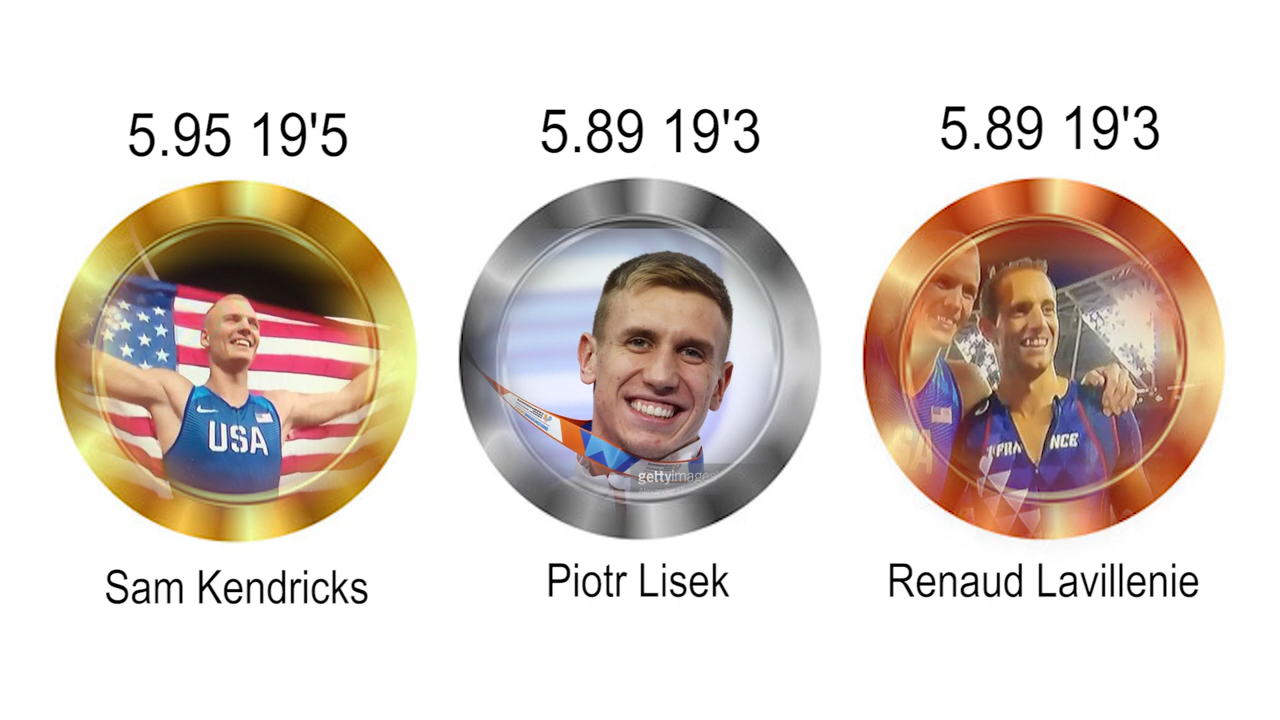 5.95 19'5
5.89 19'3
5.89 19'3
USA
gettyimages
FRANCE
Sam Kendricks
Piotr Lisek
Renaud Lavillenie